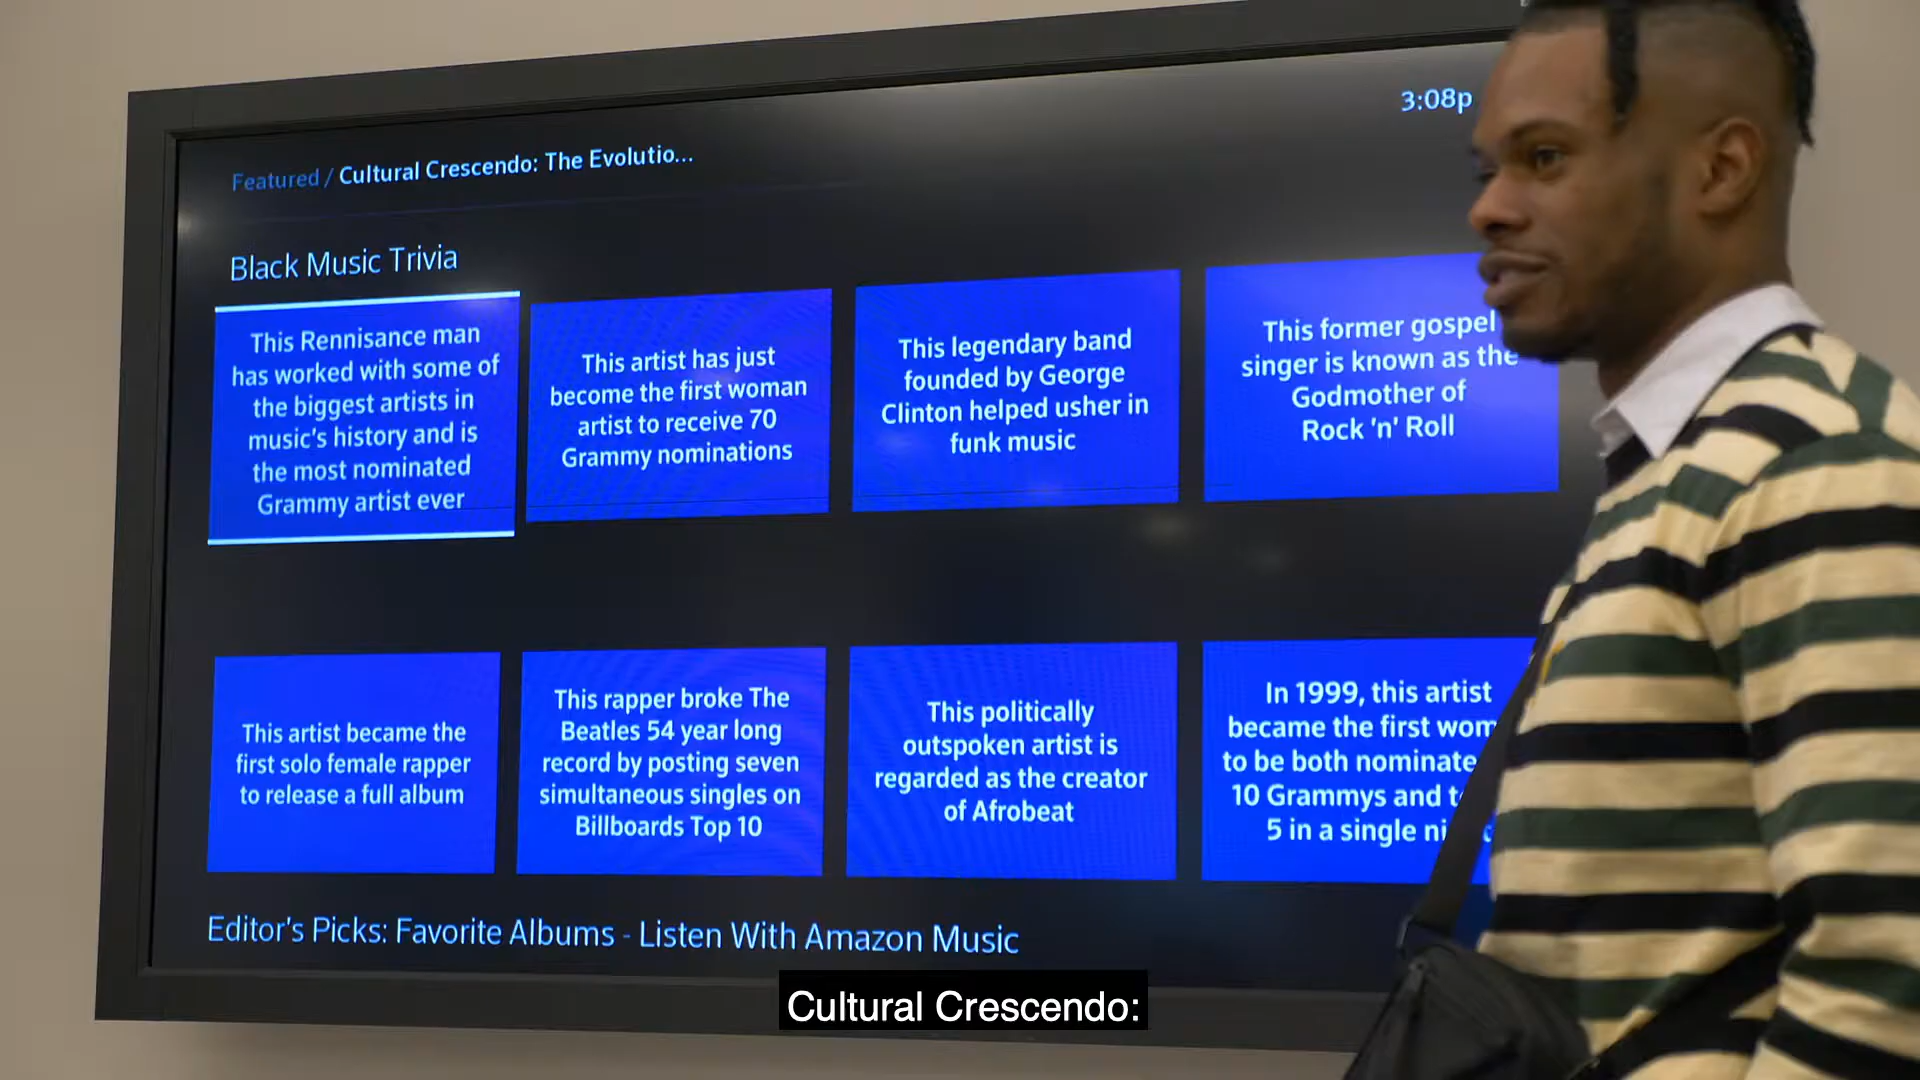 3:08p
Featured / Cultural Crescendo: The Evolutio...
Black Music Trivia
This Rennisance man
has worked with some of
the biggest artists in
music's history and is
the most nominated
Grammy artist ever
This artist has just
become the first woman
artist to receive 70
Grammy nominations
This legendary band
founded by George
Clinton helped usher in
funk music
This former gospel
singer is known as the
Godmother of
Rock 'n' Roll
This artist became the
first solo female rapper
to release a full album
This rapper broke The
Beatles 54 year long
record by posting seven
simultaneous singles on
Billboards Top 10
This politically
outspoken artist is
regarded as the creator
of Afrobeat
In 1999, this artist
became the first wom
to be both nominate
10 Grammys and t
5 in a single ni
Editor's Picks: Favorite Albums - Listen With Amazon Music
Cultural Crescendo: